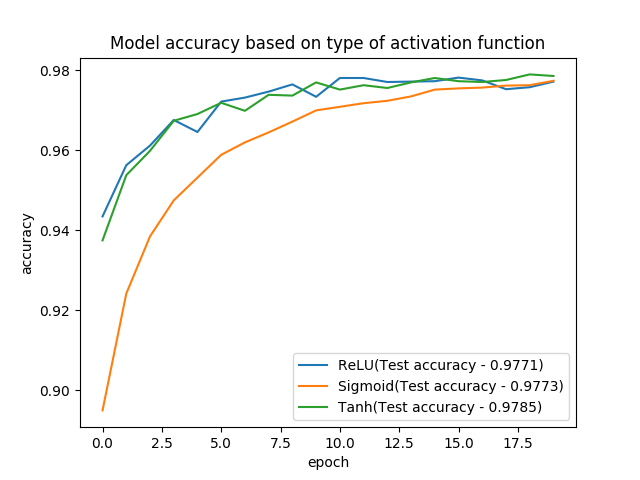 Model accuracy based on type of activation function
0.98
0.96
0.94
0.92
0.90
accuracy
ReLU(Test accuracy - 0.9771)
Sigmoid(Test accuracy - 0.9773)
Tanh(Test accuracy - 0.9785)
0.0 2.5 5.0 7.5 10.0 12.5 15.0 17.5
epoch